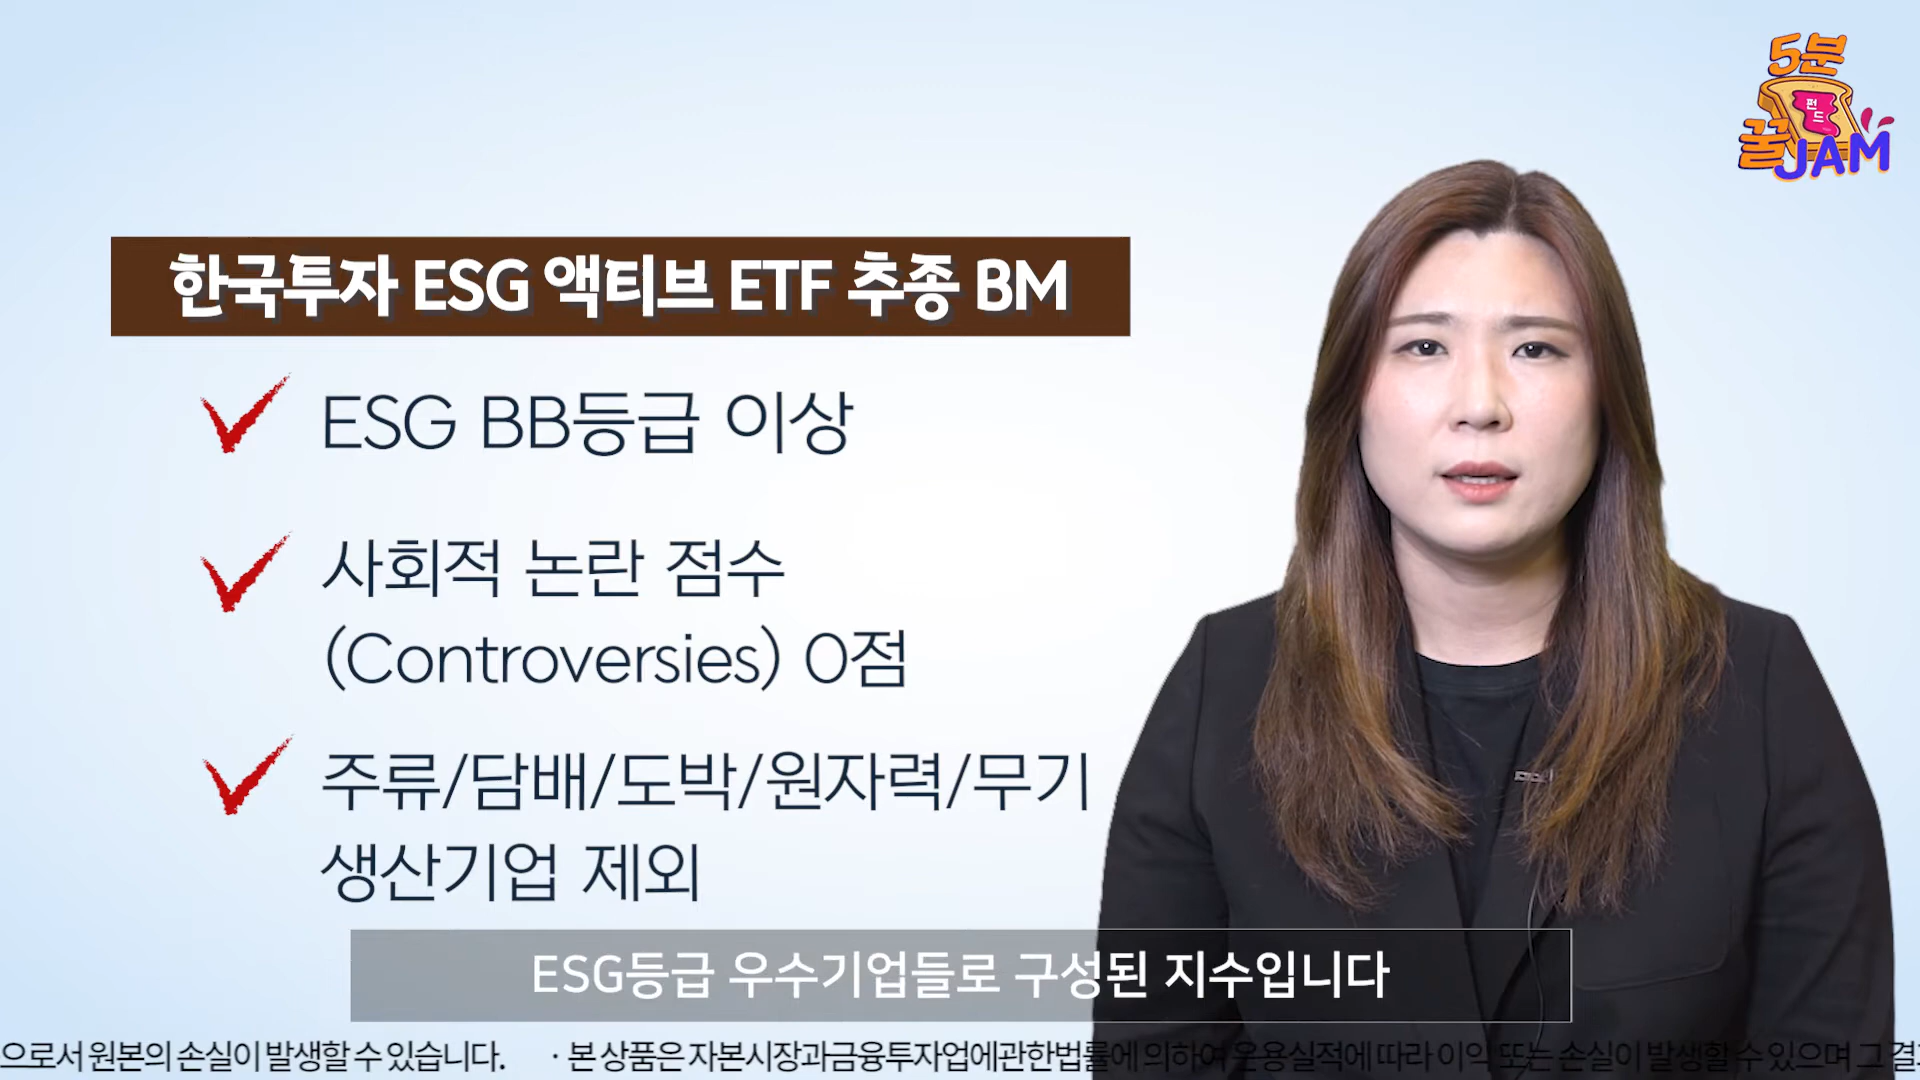 5분
펀드
꿀JAM
한국투자 ESG 액티브 ETF 추종 BM
ESG BB등급 이상
사회적 논란 점수
(Controversies) 0점
주류/담배/도박/원자력/무기
생산기업 제외
ESG등급 우수기업들로 구성된 지수입니다
으로서 원본의 손실이 발생할 수 있습니다. · 본 상품은 자본시장과금융투자업에관한법률에 의하여 운용실적에 따라 이익 또는 손실이 발생할 수 있으며 그 결